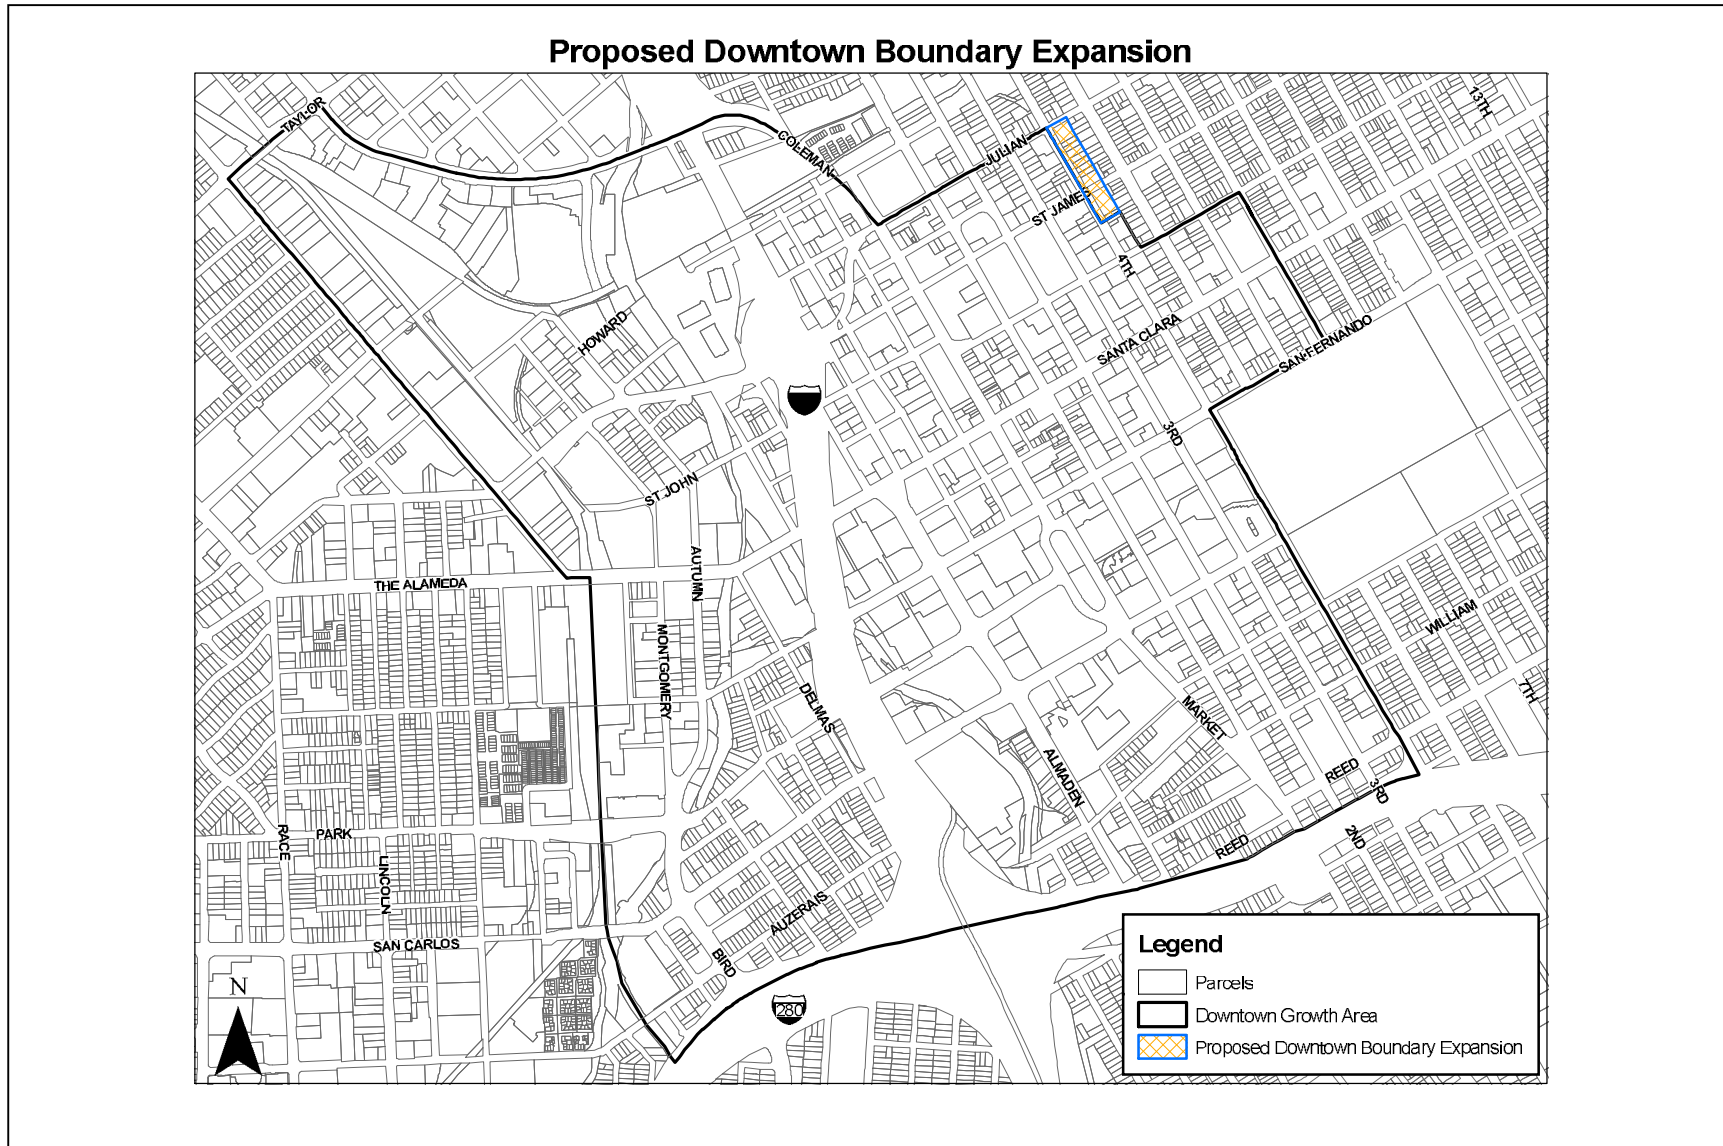 Proposed Downtown Boundary Expansion
TAYLOR
13TH
COLEMAN
JULIAN
ST JAMES
4TH
HOWARD
SANTA CLARA
SAN FERNANDO
3RD
ST JOHN
AUTUMN
THE ALAMEDA
WILLIAM
MONTGOMERY
DELMAS
7TH
MARKET
ALMADEN
REED
3RD
RACE
PARK
2ND
REED
LINCOLN
AUZERAIS
SAN CARLOS
BIRD
N
280
Legend
Parcels
Downtown Growth Area
Proposed Downtown Boundary Expansion